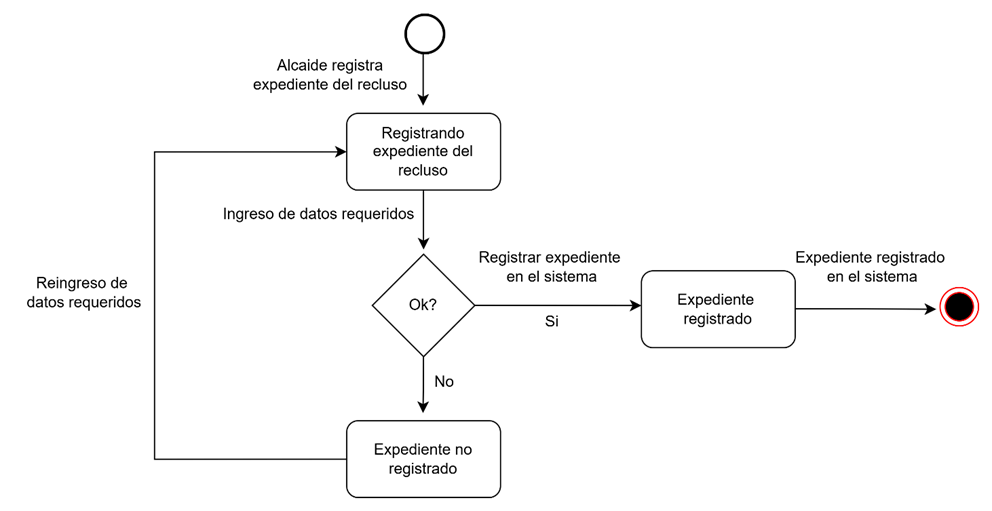 Alcaide registra
expediente del recluso
Registrando
expediente del
recluso
Ingreso de datos requeridos
Reingreso de
datos requeridos
Ok?
Registrar expediente
en el sistema
Si
Expediente
registrado
Expediente registrado
en el sistema
No
Expediente no
registrado